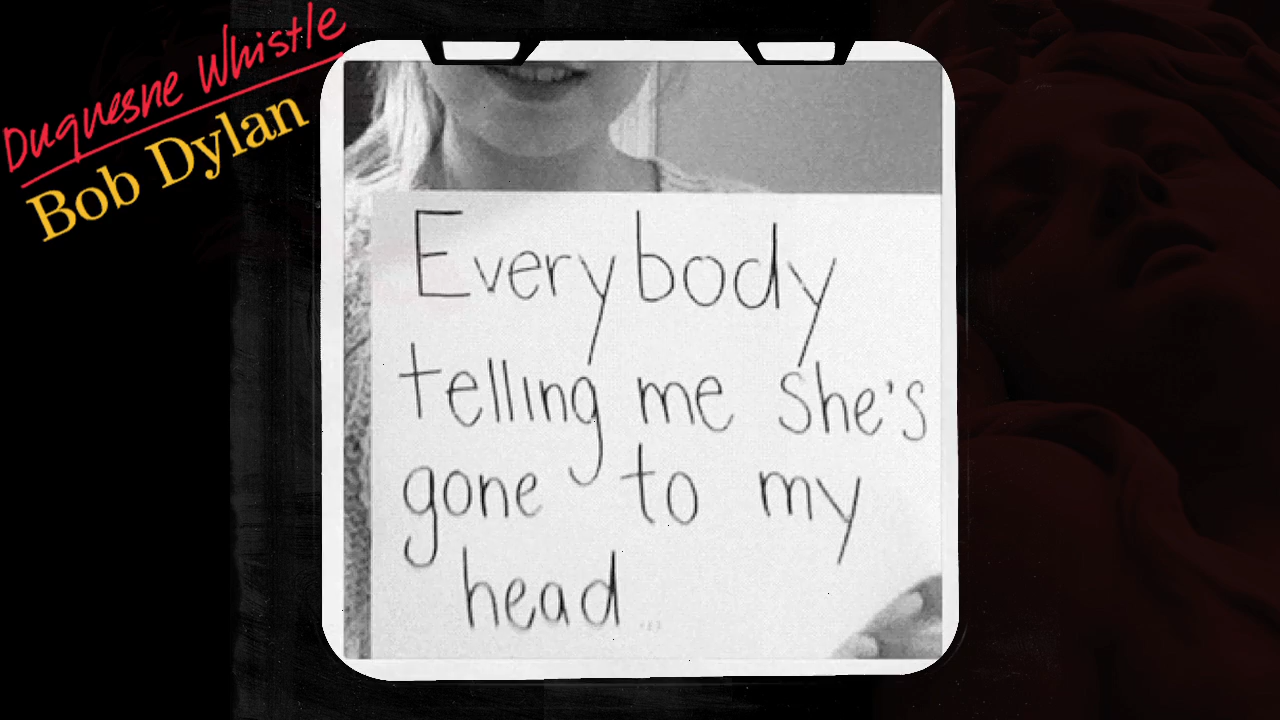 Duquesne Whistle
Bob Dylan
Everybody
telling me she's
gone to my
head...